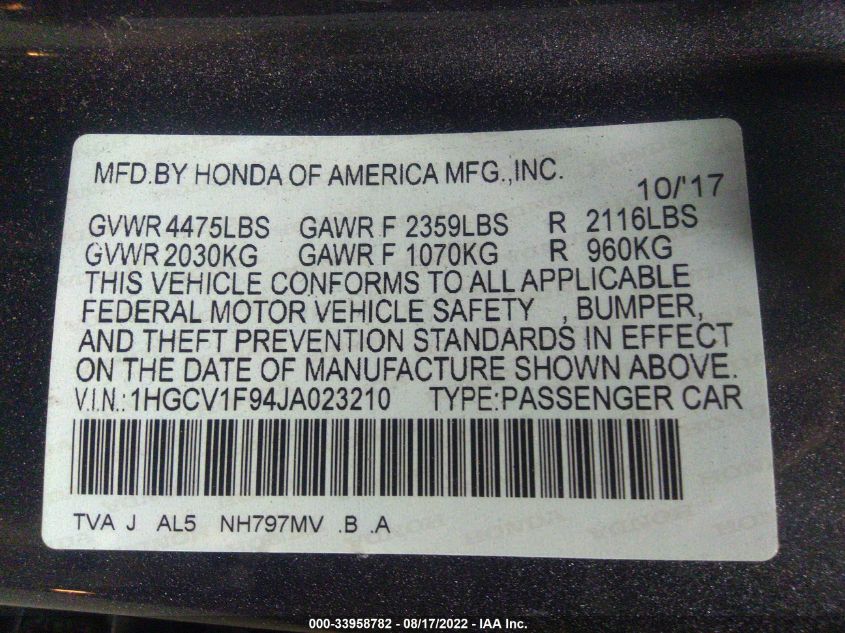 MFD.BY HONDA OF AMERICA MFG.,INC. 10/'17
GVWR 4475LBS GAWR F 2359LBS R 2116LBS
GVWR 2030KG GAWR F 1070KG R 960KG
THIS VEHICLE CONFORMS TO ALL APPLICABLE
FEDERAL MOTOR VEHICLE SAFETY , BUMPER,
AND THEFT PREVENTION STANDARDS IN EFFECT
ON THE DATE OF MANUFACTURE SHOWN ABOVE.
V.I.N.: 1HGCV1F94JA023210 TYPE:PASSENGER CAR
TVA J AL5 NH797MV .B .A
000-33958782 - 08/17/2022 - IAA Inc.